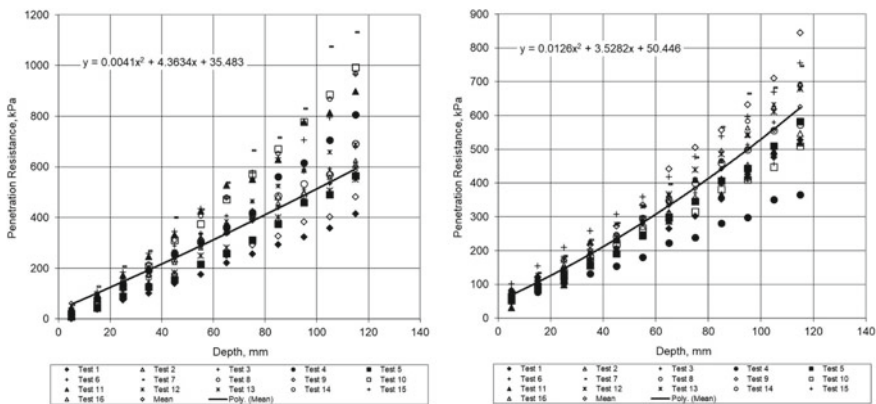 1200
1000
800
600
400
200
0
Penetration Resistance, kPa
y = 0.0041x² + 4.3634x + 35.483
0 20 40 60 80 100 120 140
Depth, mm
Test 1 Test 2 Test 3 Test 4 Test 5
Test 6 Test 7 Test 8 Test 9 Test 10
Test 11 Test 12 Test 13 Test 14 Test 15
Test 16 Mean Poly. (Mean)
900
800
700
600
500
400
300
200
100
0
Penetration Resistance, kPa
y = 0.0126x² + 3.5282x + 50.446
0 20 40 60 80 100 120 140
Depth, mm
Test 1 Test 2 Test 3 Test 4 Test 5
Test 6 Test 7 Test 8 Test 9 Test 10
Test 11 Test 12 Test 13 Test 14 Test 15
Test 16 Mean Poly. (Mean)